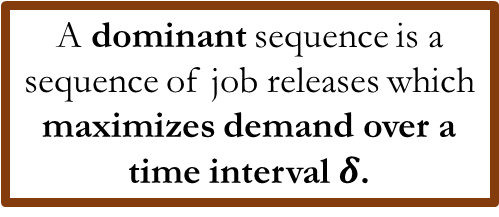 A dominant sequence is a
sequence of job releases which
maximizes demand over a
time interval δ.